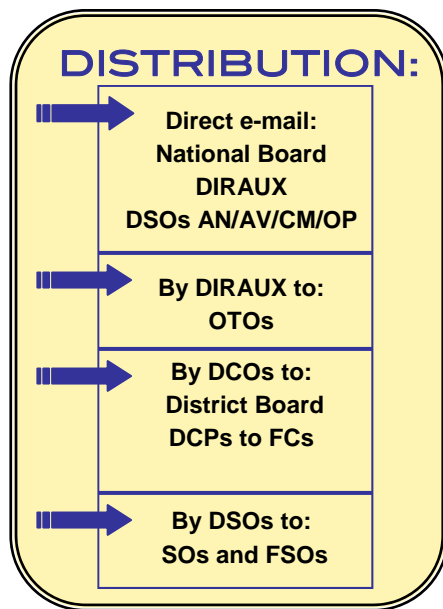 DISTRIBUTION:
Direct e-mail:
National Board
DIRAUX
DSOs AN/AV/CM/OP
By DIRAUX to:
OTOs
By DCOs to:
District Board
DCPs to FCs
By DSOs to:
SOs and FSOs